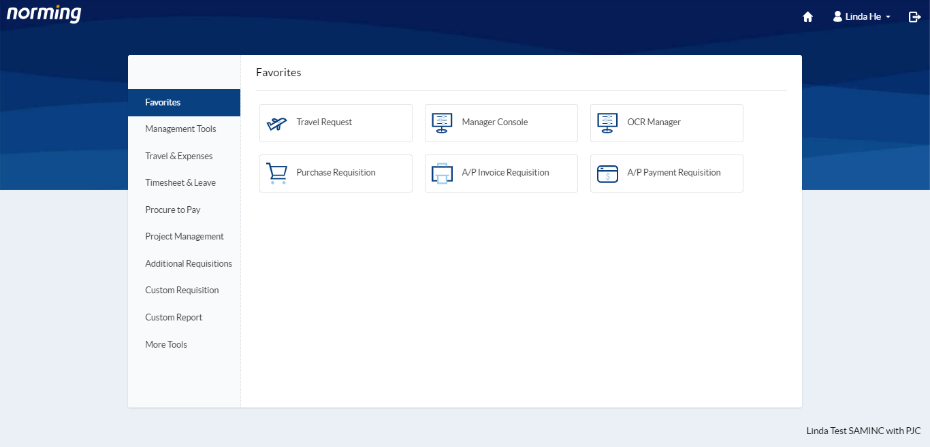 norming
Linda He
Favorites
Management Tools
Travel & Expenses
Timesheet & Leave
Procure to Pay
Project Management
Additional Requisitions
Custom Requisition
Custom Report
More Tools
Favorites
Travel Request
Manager Console
OCR Manager
Purchase Requisition
A/P Invoice Requisition
A/P Payment Requisition
Linda Test SAMINC with PJC